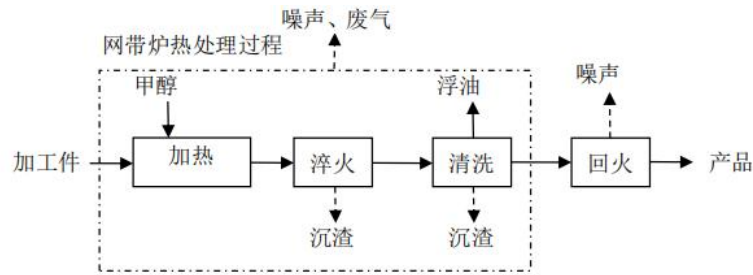 噪声、废气
网带炉热处理过程
噪声
甲醇
浮油
加工件
加热
淬火
清洗
回火
产品
沉渣
沉渣